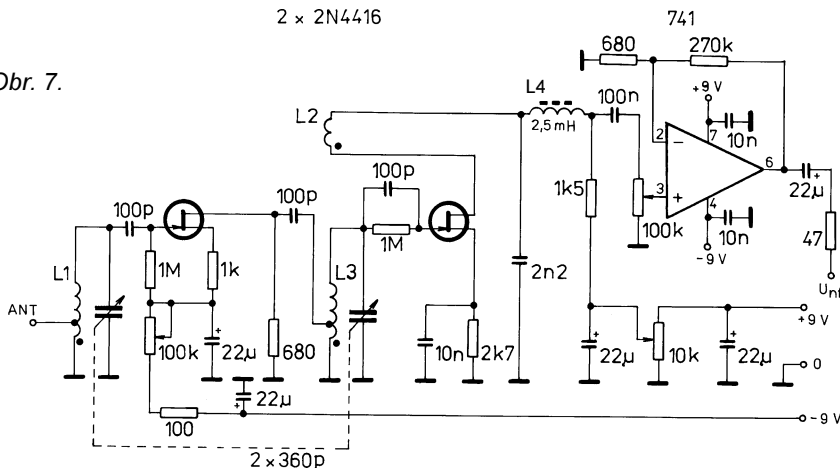 2 x 2N4416
741
Obr. 7.
680
270k
+9 V
L4
100n
10n
2,5 mH
L2
2
7
6
3
4
22µ
+
100p
1k5
100k
10n
-9 V
47
Unf
100p
100p
1M
L1
1M
1k
L3
2n2
ANT
+9 V
100k
22µ
+
680
10n
2k7
22µ
+
10k
22µ
+
0
22µ
+
100
-9 V
2 x 360p